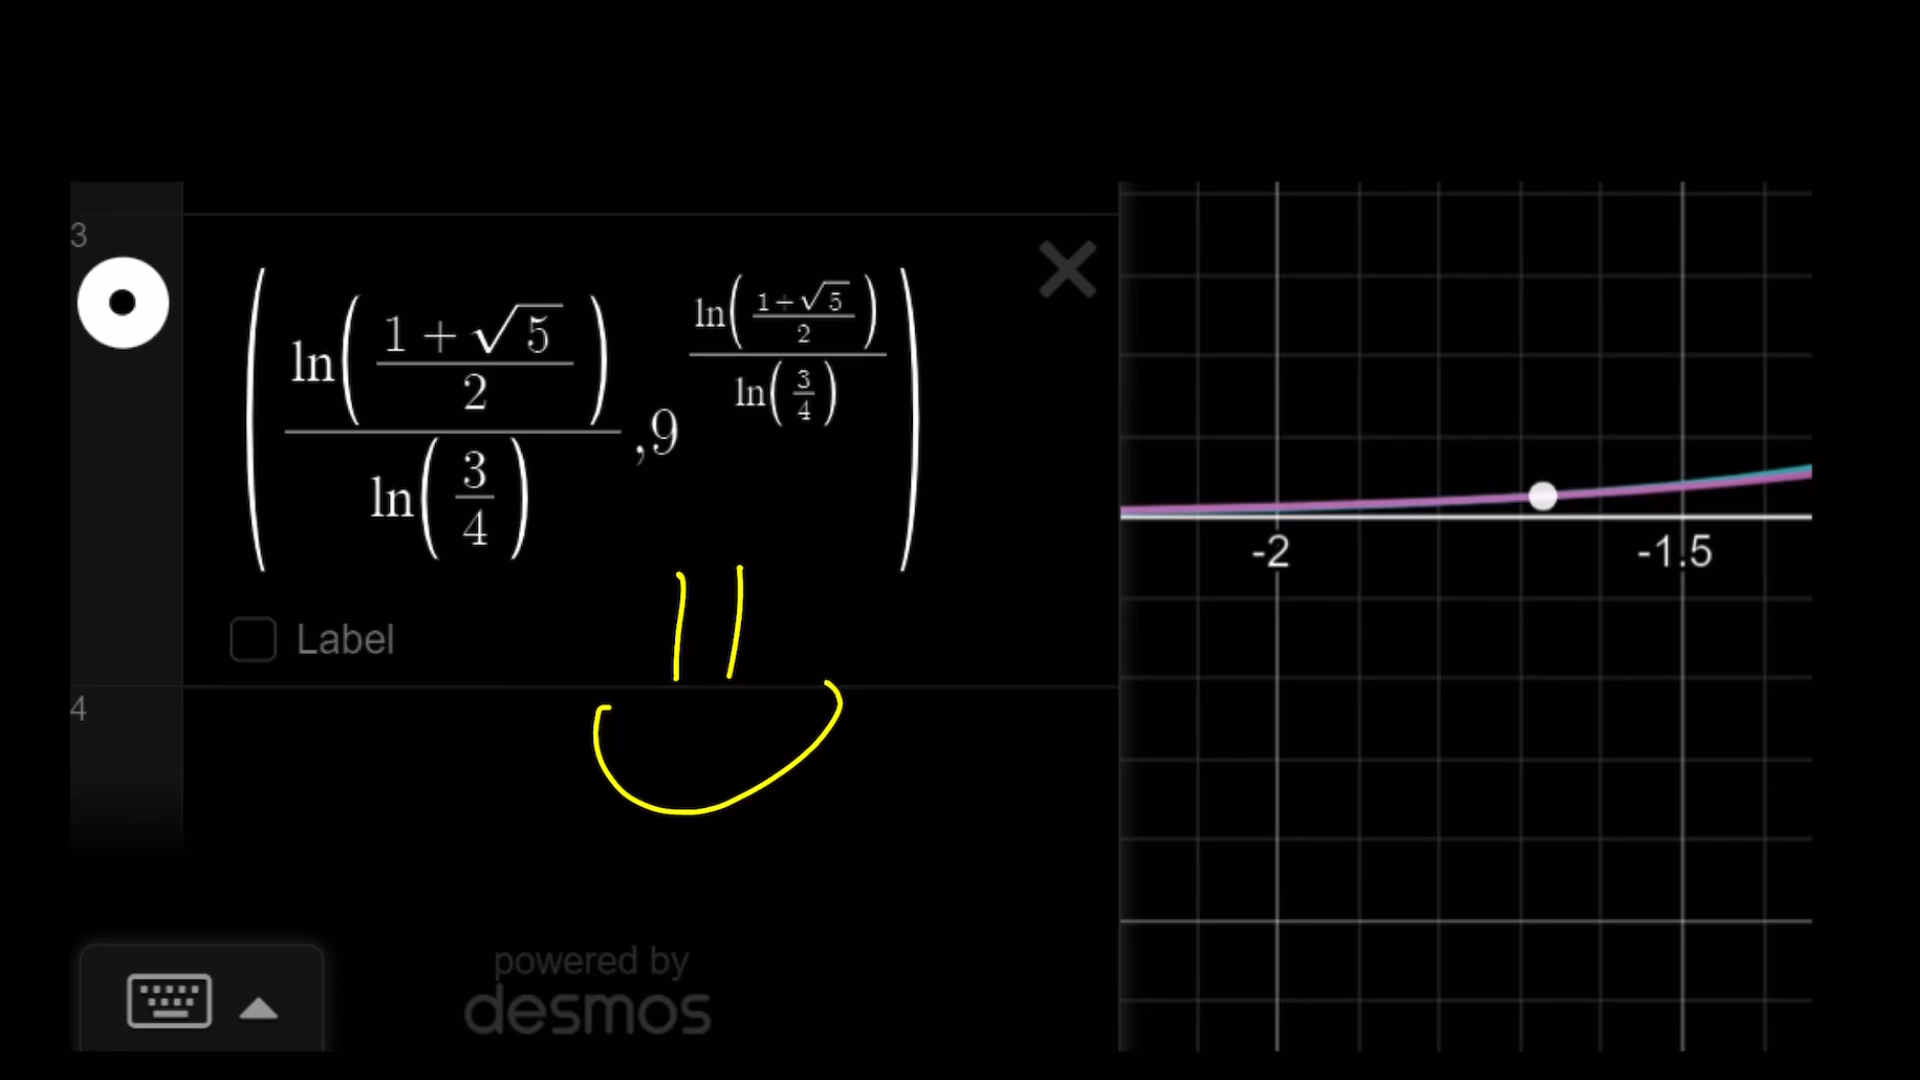 3
( ln((1+√5)/2) / ln(3/4) , 9^(ln((1+√5)/2) / ln(3/4)) )
Label
4
-2 -1.5
powered by
desmos